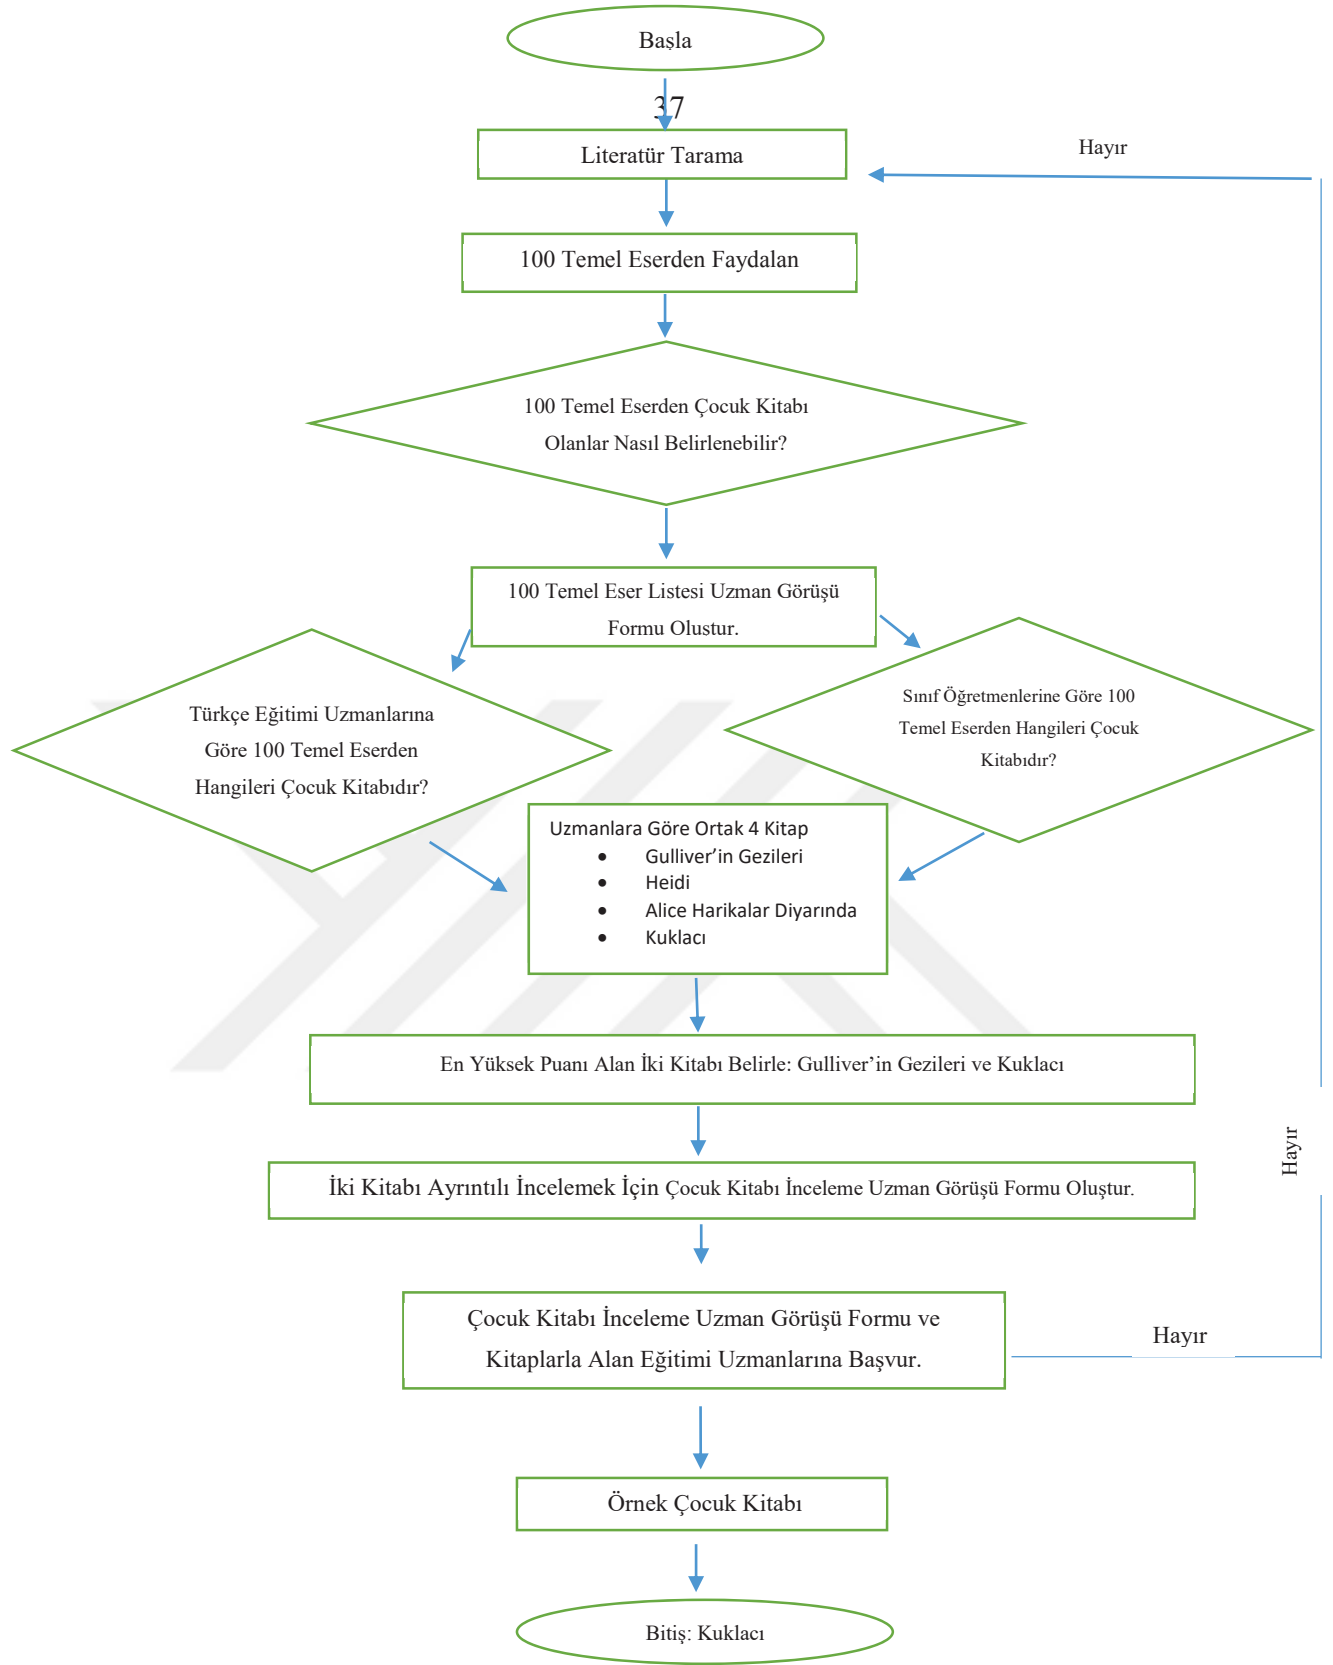 Başla
37
Literatür Tarama
Hayır
100 Temel Eserden Faydalan
100 Temel Eserden Çocuk Kitabı
Olanlar Nasıl Belirlenebilir?
100 Temel Eser Listesi Uzman Görüşü
Formu Olustur.
Türkçe Eğitimi Uzmanlarına
Göre 100 Temel Eserden
Hangileri Çocuk Kitabıdır?
Sınıf Öğretmenlerine Göre 100
Temel Eserden Hangileri Çocuk
Kitabıdır?
Uzmanlara Göre Ortak 4 Kitap
• Gulliver’in Gezileri
• Heidi
• Alice Harikalar Diyarında
• Kuklacı
En Yüksek Puanı Alan İki Kitabı Belirle: Gulliver’in Gezileri ve Kuklacı
Hayır
İki Kitabı Ayrıntılı İncelemek İçin Çocuk Kitabı İnceleme Uzman Görüşü Formu Oluştur.
Çocuk Kitabı İnceleme Uzman Görüşü Formu ve
Kitaplarla Alan Eğitimi Uzmanlarına Başvur.
Hayır
Örnek Çocuk Kitabı
Bitiş: Kuklacı